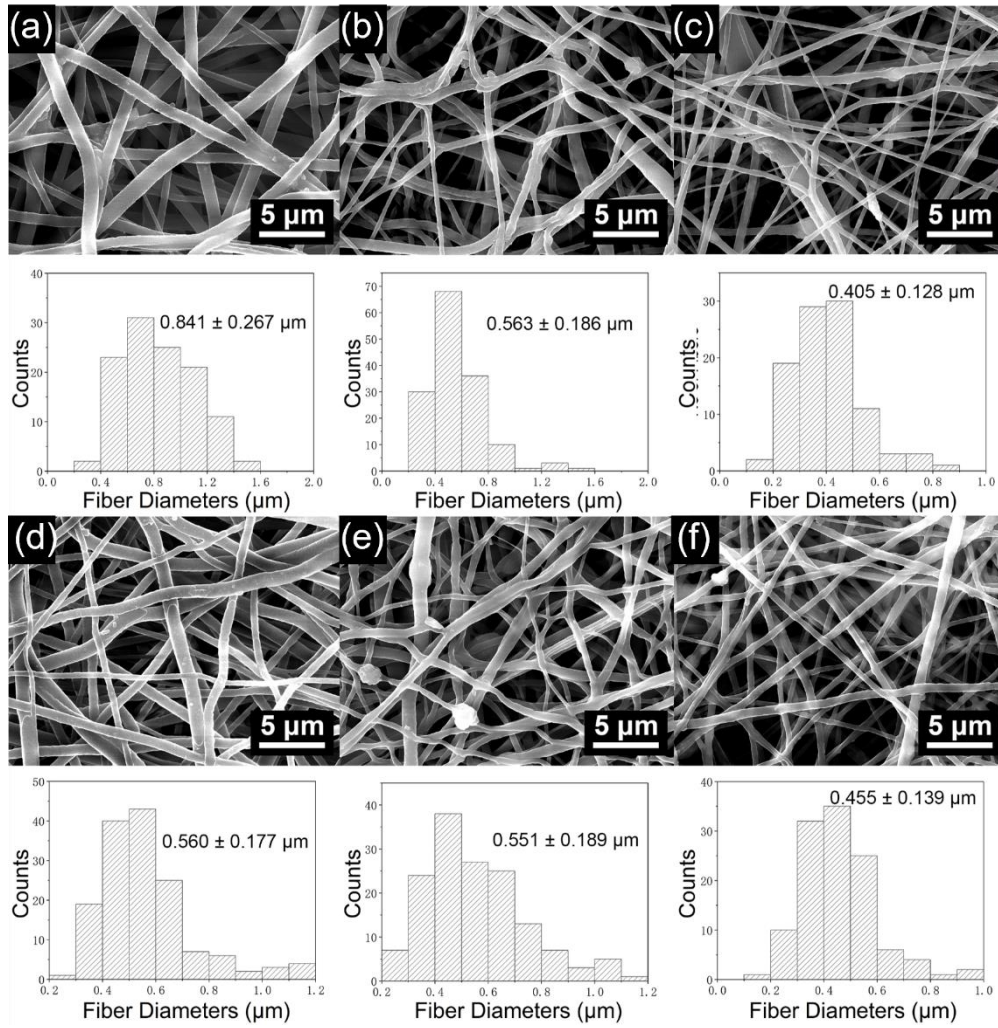 (a) (b) (c)
5 µm 5 µm 5 µm
40
30
20
10
0
Counts
0.841 ± 0.267 µm
0.0 0.4 0.8 1.2 1.6 2.0
Fiber Diameters (µm)
70
60
50
40
30
20
10
0
Counts
0.563 ± 0.186 µm
0.0 0.4 0.8 1.2 1.6 2.0
Fiber Diameters (µm)
30
20
10
0
Counts
0.405 ± 0.128 µm
0.0 0.2 0.4 0.6 0.8 1.0
Fiber Diameters (µm)
(d) (e) (f)
5 µm 5 µm 5 µm
50
40
30
20
10
0
Counts
0.560 ± 0.177 µm
0.2 0.4 0.6 0.8 1.0 1.2
Fiber Diameters (µm)
40
30
20
10
0
Counts
0.551 ± 0.189 µm
0.2 0.4 0.6 0.8 1.0 1.2
Fiber Diameters (µm)
40
30
20
10
0
Counts
0.455 ± 0.139 µm
0.0 0.2 0.4 0.6 0.8 1.0
Fiber Diameters (µm)